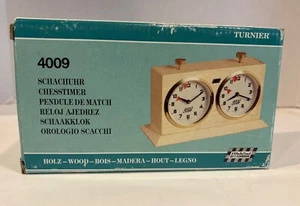 TURNIER
4009
SCHACHUHR
CHESSTIMER
PENDULE DE MATCH
RELOJ AJEDREZ
SCHAAKKLOK
OROLOGIO SCACCHI
HOLZ-WOOD-BOIS-MADERA-HOUT-LEGNO